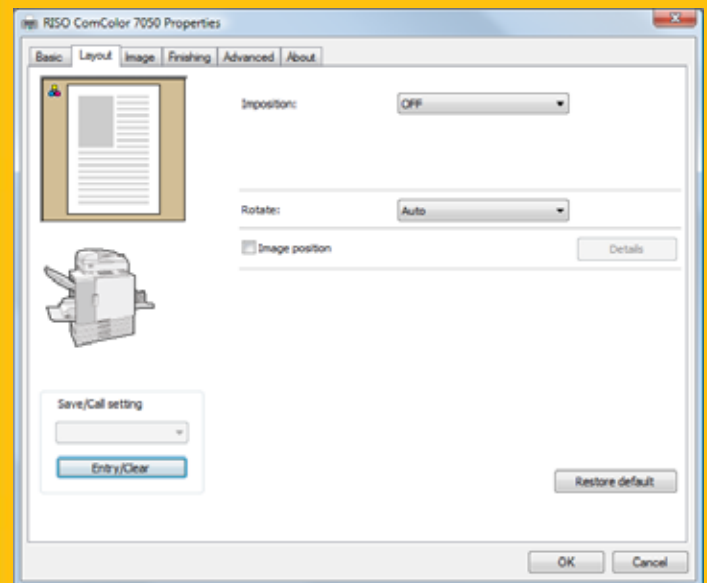 RISO ComColor 7050 Properties
Basic Layout Image Finishing Advanced About
Imposition: OFF
Rotate: Auto
Image position Details
Save/Call setting
Entry/Clear
Restore default
OK Cancel